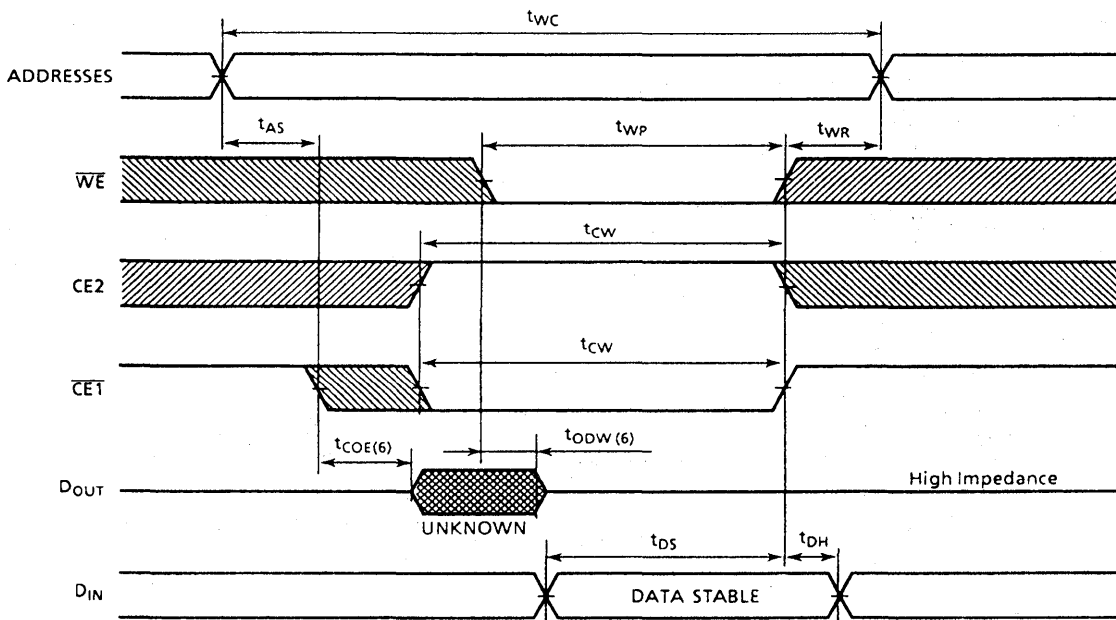 tWC
ADDRESSES
tAS
tWP
tWR
WE
tCW
CE2
tCW
CE1
tCOE(6)
tODW(6)
DOUT
High Impedance
UNKNOWN
tDS
tDH
DIN
DATA STABLE